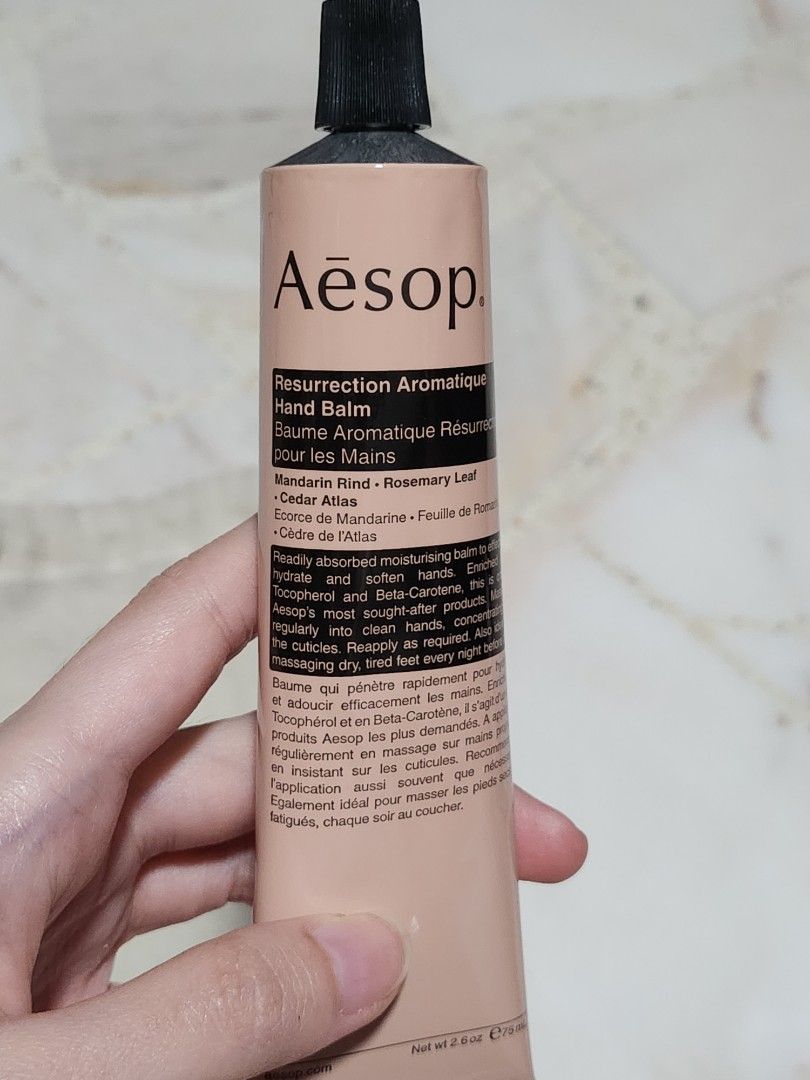 Aēsop®
Resurrection Aromatique
Hand Balm
Baume Aromatique
pour les Mains
Mandarin Rind • Rosemary Leaf
• Cedar Atlas
Ecorce de Mandarine • Feuille de
• Cèdre de l'Atlas
Readily absorbed moisturising balm to
hydrate and soften hands. Enriched
Tocopherol and Beta-Carotene, this is
Aesop's most sought-after products.
regularly into clean hands,
the cuticles. Reapply as required. Also
massaging dry, tired feet every night
Baume qui pénètre rapidement pour
et adoucir efficacement les mains.
Tocophérol et en Beta-Carotène, il s'agit
produits Aesop les plus demandés. A
régulièrement en massage sur mains
en insistant sur les cuticules.
l'application aussi souvent que
Egalement idéal pour masser les pieds
fatigués, chaque soir au coucher.
Net wt 2.6 oz ℮75
Aesop.com